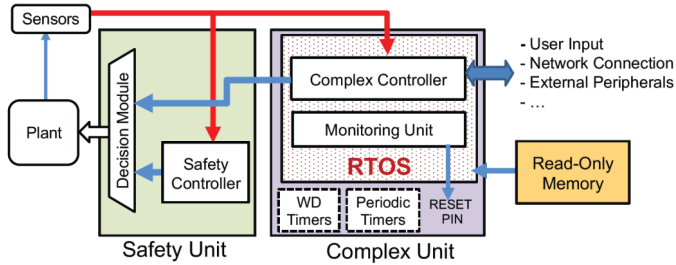 Sensors
Plant
Decision Module
Safety
Controller
Safety Unit
Complex Controller
Monitoring Unit
RTOS
WD
Timers
Periodic
Timers
RESET
PIN
Complex Unit
- User Input
- Network Connection
- External Peripherals
- ...
Read-Only
Memory